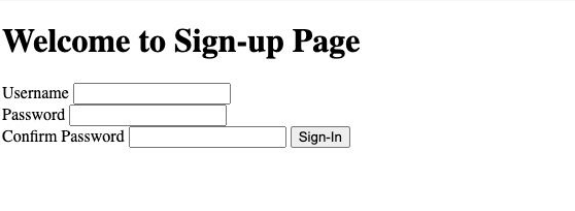 Welcome to Sign-up Page
Username
Password
Confirm Password Sign-In